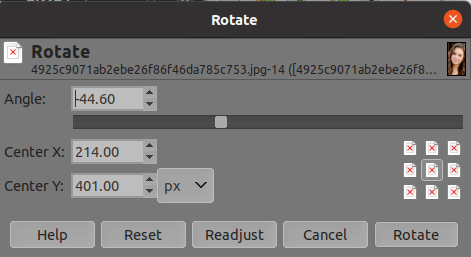 Rotate
Rotate
4925c9071ab2ebe26f86f46da785c753.jpg-14 ([4925c9071ab2ebe26f8...
Angle: -44.60
Center X: 214.00
Center Y: 401.00 px
Help Reset Readjust Cancel Rotate